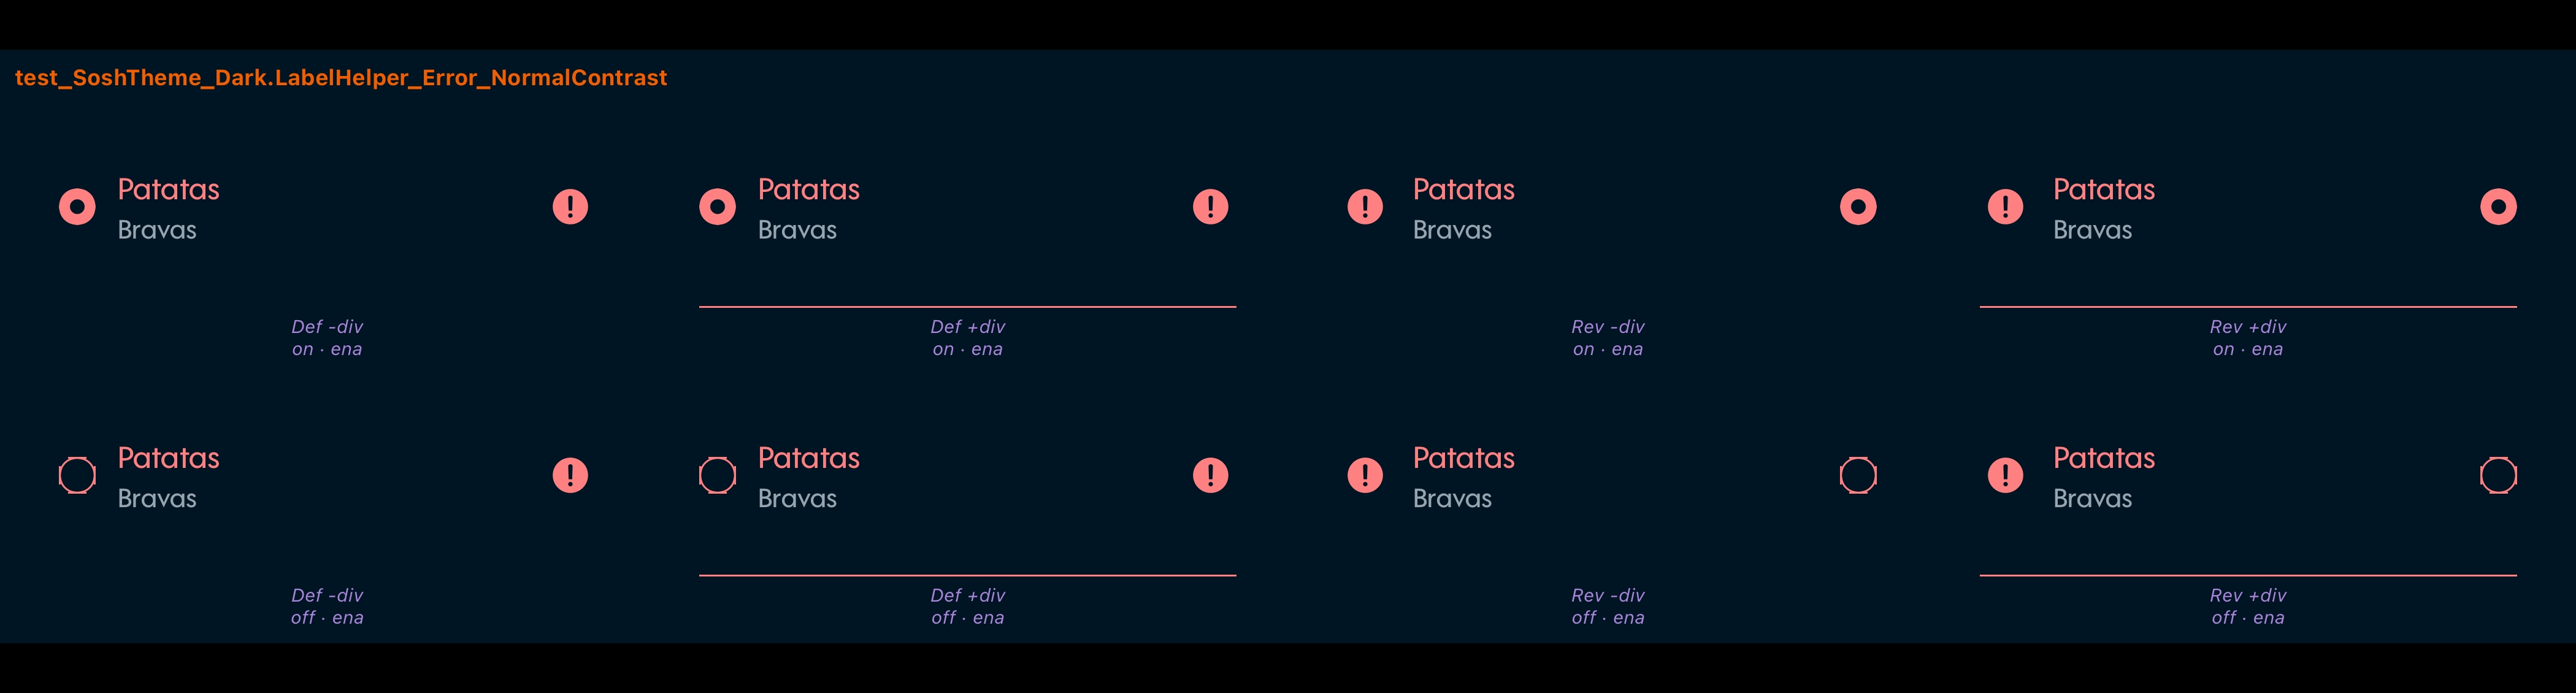 test_SoshTheme_Dark.LabelHelper_Error_NormalContrast
Patatas
Bravas
Def -div
on · ena
Patatas
Bravas
Def +div
on · ena
Patatas
Bravas
Rev -div
on · ena
Patatas
Bravas
Rev +div
on · ena
Patatas
Bravas
Def -div
off · ena
Patatas
Bravas
Def +div
off · ena
Patatas
Bravas
Rev -div
off · ena
Patatas
Bravas
Rev +div
off · ena